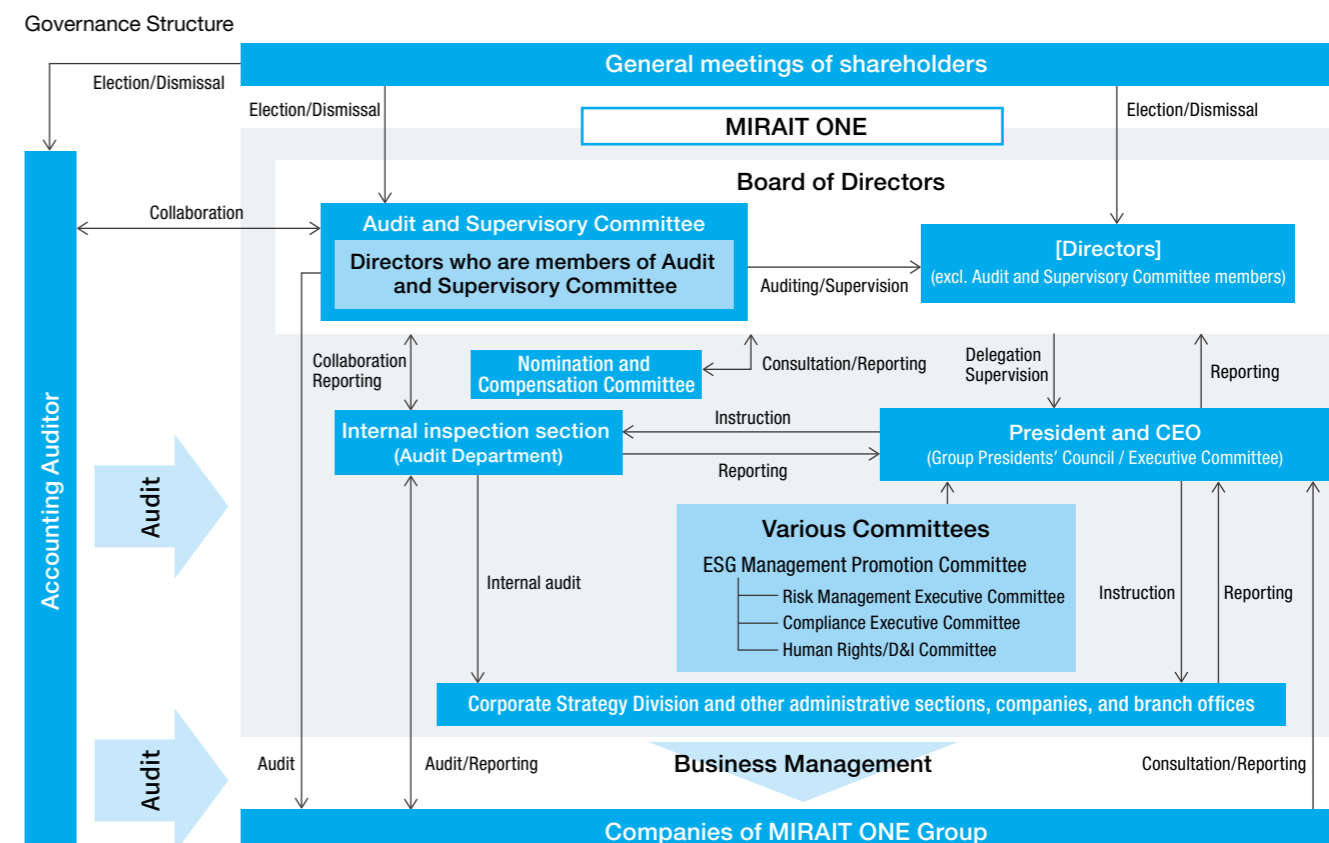 Governance Structure
General meetings of shareholders
Election/Dismissal
Election/Dismissal
Election/Dismissal
MIRAIT ONE
Board of Directors
Collaboration
Audit and Supervisory Committee
Directors who are members of Audit
and Supervisory Committee
Auditing/Supervision
[Directors]
(excl. Audit and Supervisory Committee members)
Collaboration
Reporting
Nomination and
Compensation Committee
Consultation/Reporting
Delegation
Supervision
Reporting
Internal inspection section
(Audit Department)
Instruction
Reporting
President and CEO
(Group Presidents' Council / Executive Committee)
Accounting Auditor
Audit
Various Committees
ESG Management Promotion Committee
Risk Management Executive Committee
Compliance Executive Committee
Human Rights/D&I Committee
Internal audit
Instruction
Reporting
Corporate Strategy Division and other administrative sections, companies, and branch offices
Audit
Audit
Audit/Reporting
Business Management
Consultation/Reporting
Companies of MIRAIT ONE Group